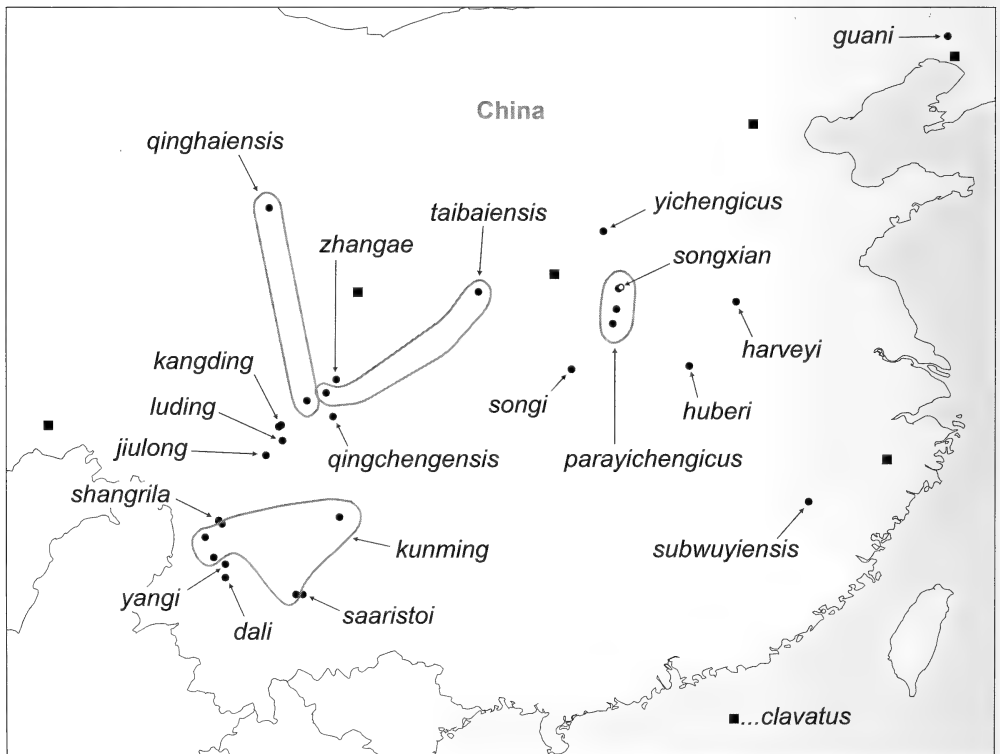 guani
China
qinghaiensis
taibaiensis
yichengicus
zhangae
songxian
harveyi
kangding
luding
songi
huberi
jiulong
qingchengensis
parayichengicus
shangrila
kunming
subwuyiensis
yangi
saaristoi
dali
...clavatus